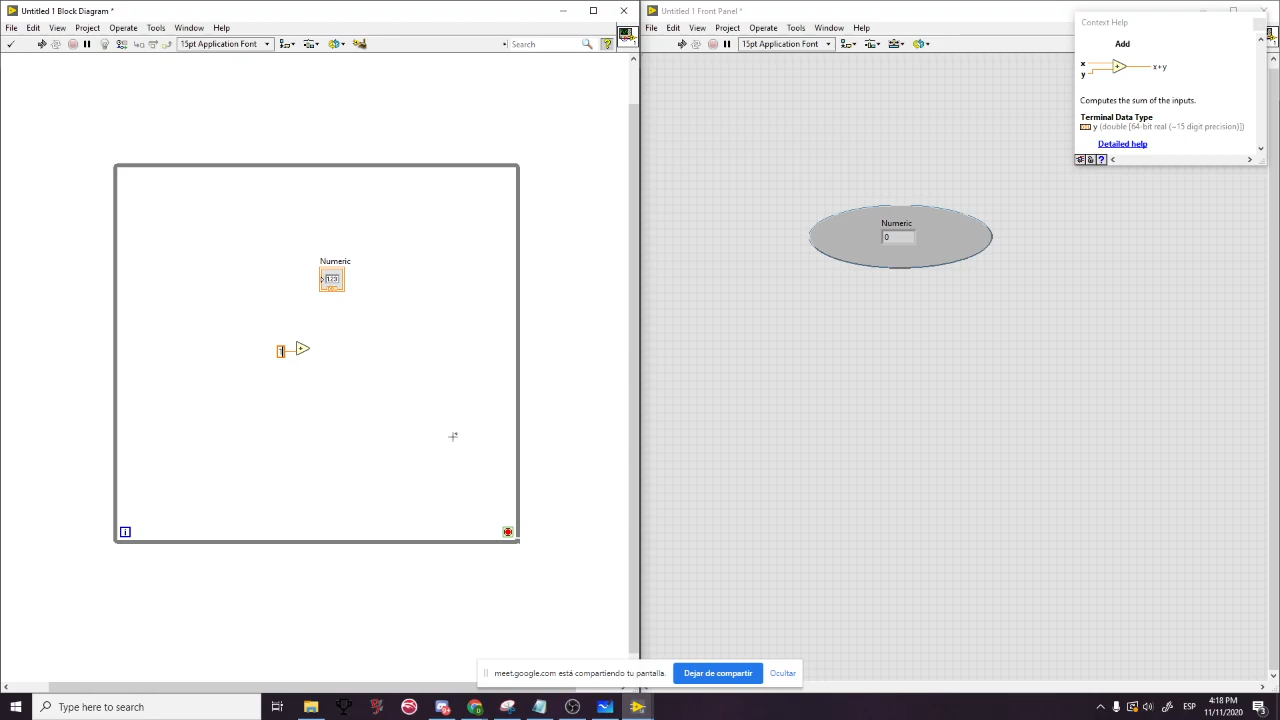 Untitled 1 Block Diagram *
File Edit View Project Operate Tools Window Help
15pt Application Font
Search
Numeric
123
i
Untitled 1 Front Panel *
File Edit View Project Operate Tools Window Help
15pt Application Font
Numeric
0
Context Help
Add
x
y
x+y
Computes the sum of the inputs.
Terminal Data Type
y (double [64-bit real (~15 digit precision)])
Detailed help
meet.google.com está compartiendo tu pantalla.
Dejar de compartir
Ocultar
Type here to search
ESP
4:18 PM
11/11/2020